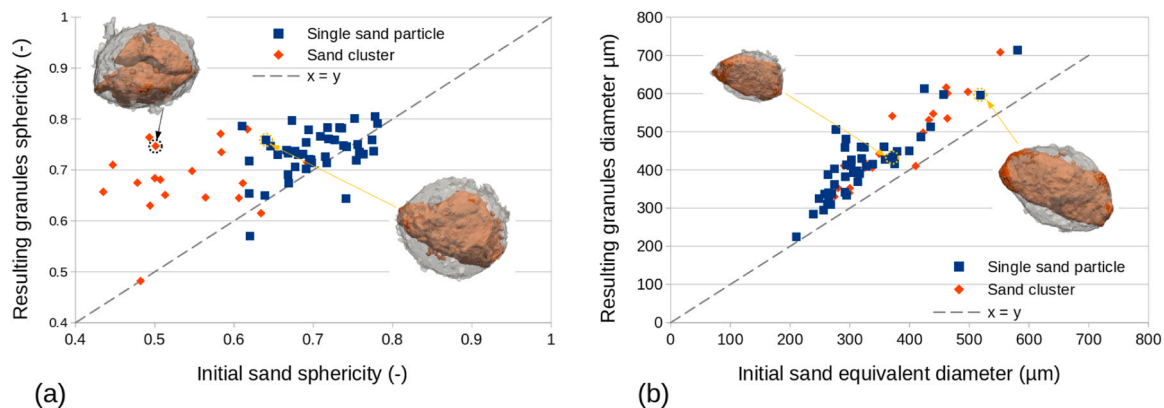 Resulting granules sphericity (-)
1
0.9
0.8
0.7
0.6
0.5
0.4
0.4
0.5
0.6
0.7
0.8
0.9
1
Initial sand sphericity (-)
Single sand particle
Sand cluster
x = y
(a)
Resulting granules diameter μm)
800
700
600
500
400
300
200
100
0
0
100
200
300
400
500
600
700
800
Initial sand equivalent diameter (μm)
Single sand particle
Sand cluster
x = y
(b)